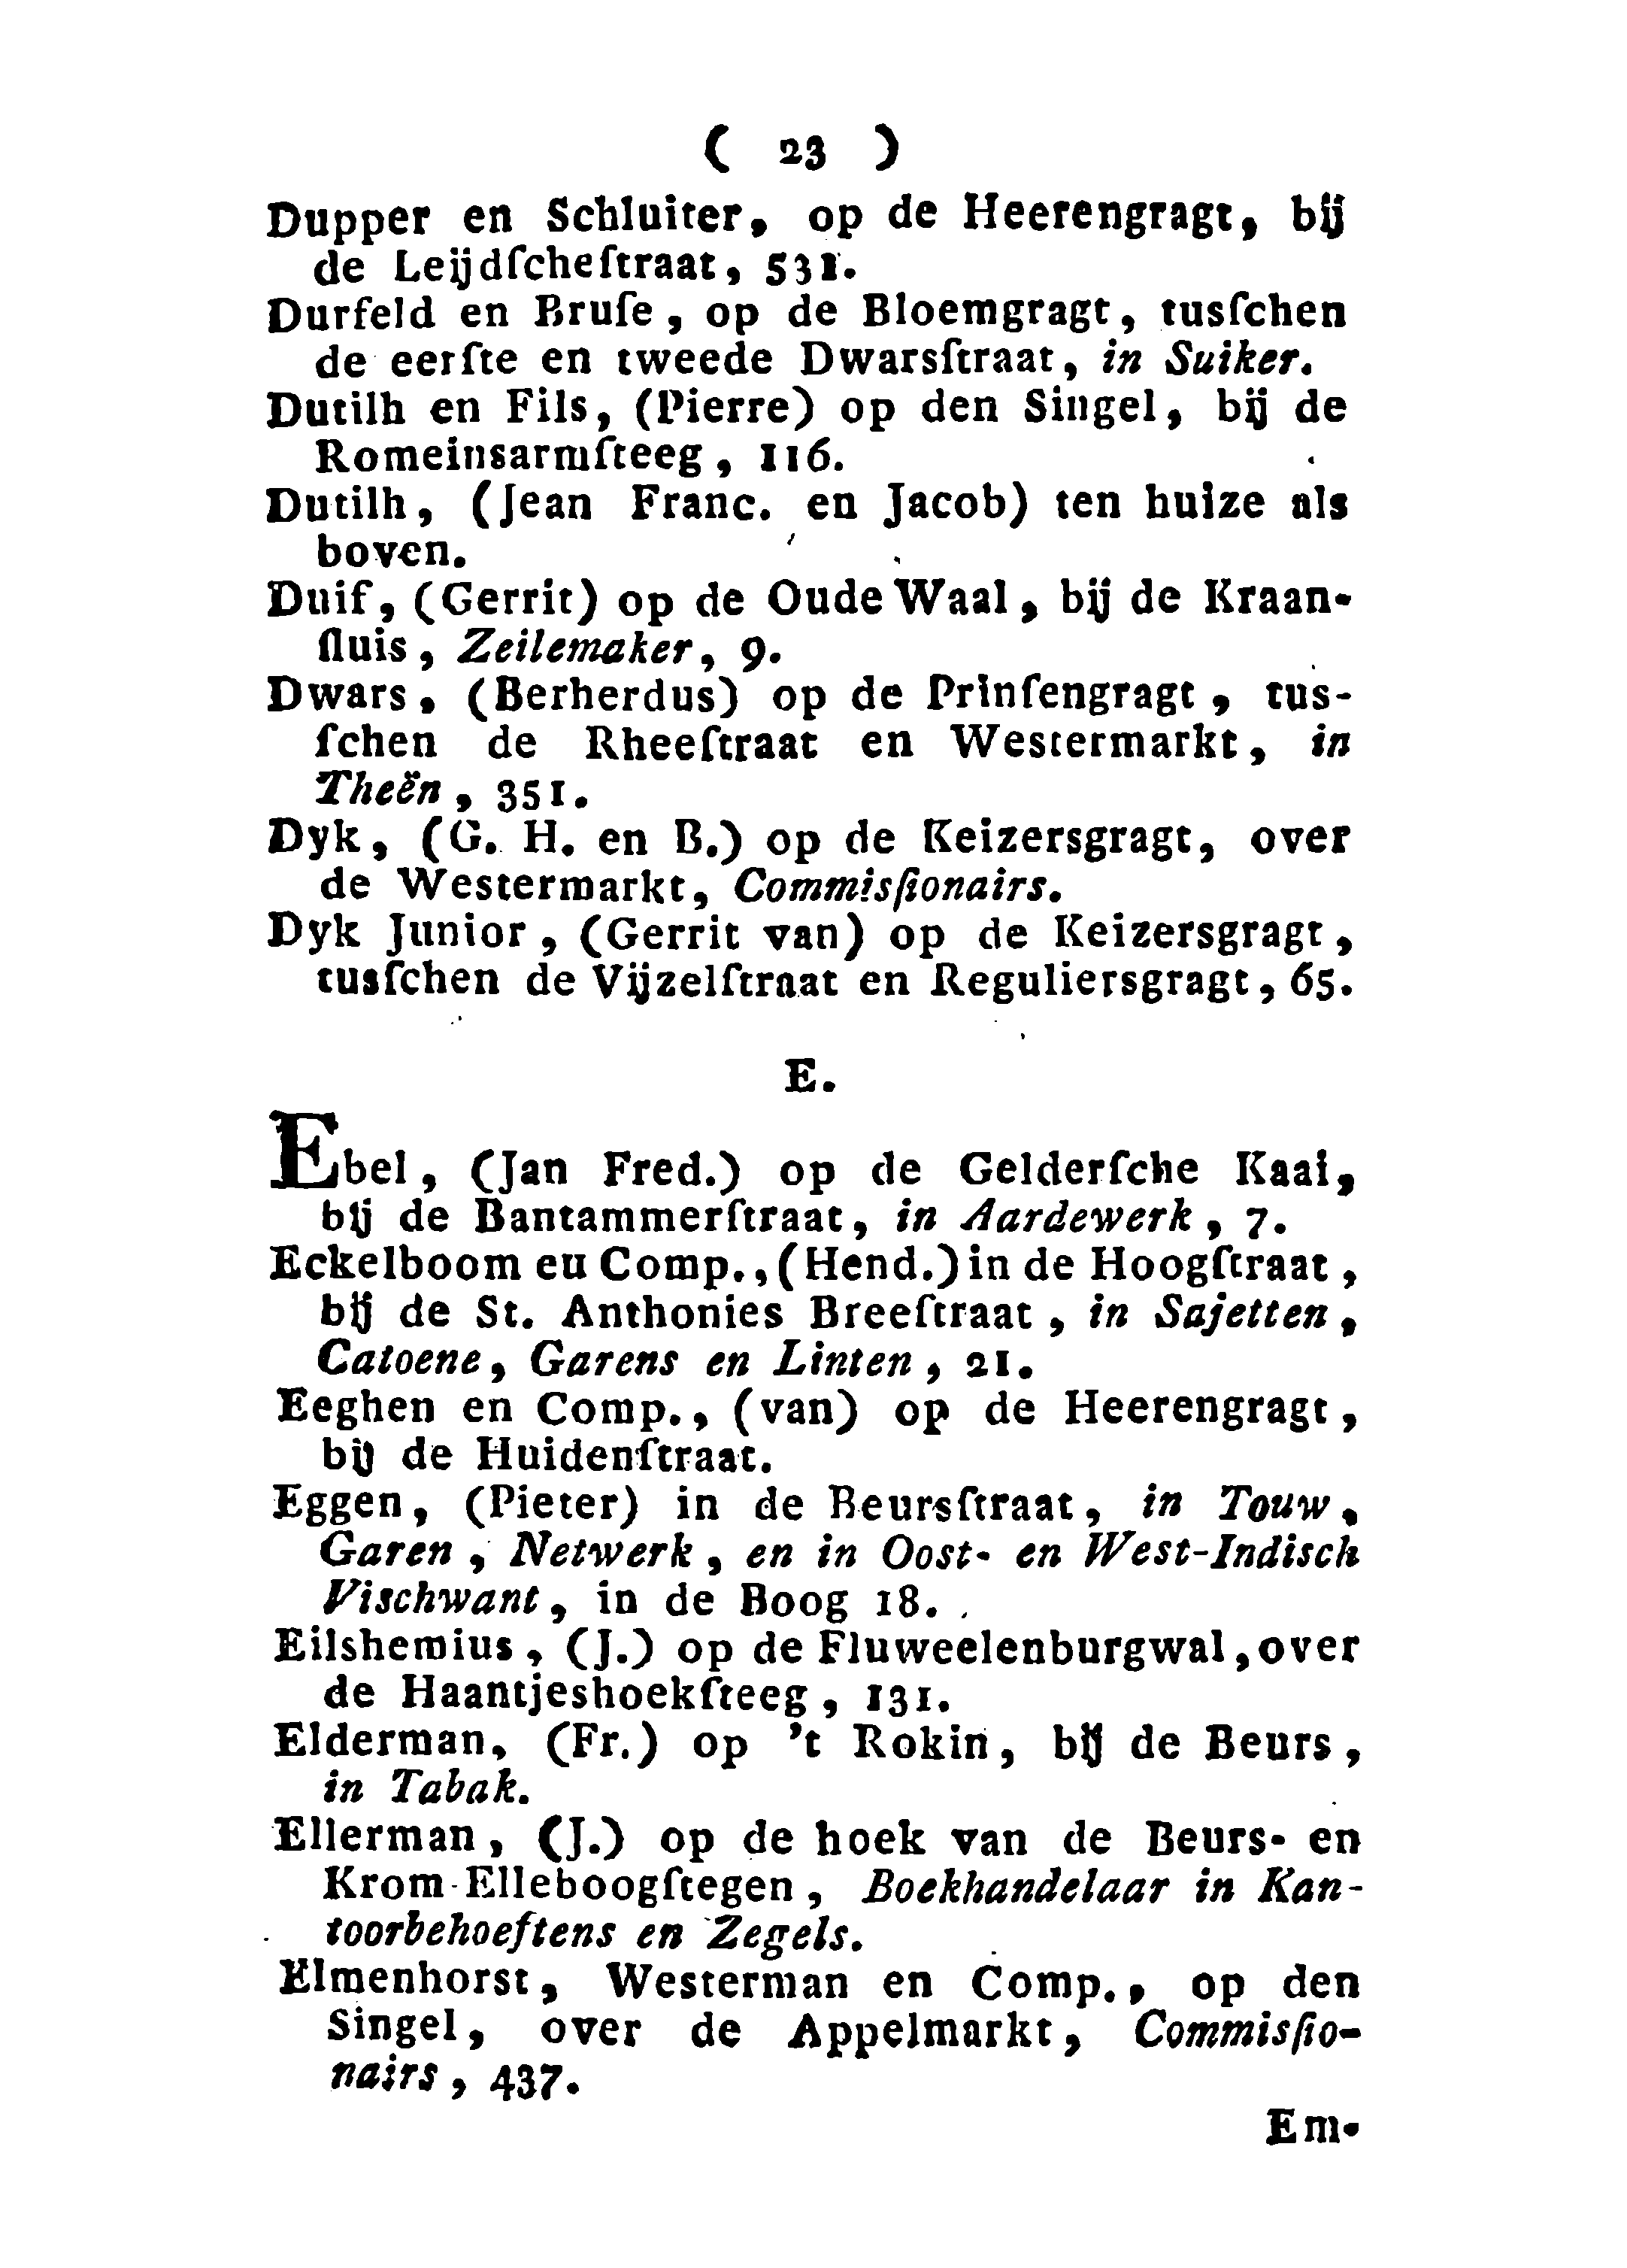 ( 23 )
Dupper en Schluiter, op de Heerengragt, bij
de Leijdſcheſtraat, 531.
Durfeld en Bruſe, op de Bloemgragt, tusſchen
de eerſte en tweede Dwarsſtraat, in Suiker.
Dutilh en Fils, (Pierre) op den Singel, bij de
Romeinsarmſteeg, 116.
Dutilh, (Jean Franc. en Jacob) ten huize als
boven.
Duif, (Gerrit) op de Oude Waal, bij de Kraan-
ſluis, Zeilemaker, 9.
Dwars, (Berherdus) op de Prinſengragt, tus-
ſchen de Rheeſtraat en Westermarkt, in
Theën, 351.
Dyk, (G. H. en B.) op de Keizersgragt, over
de Westermarkt, Commisſionairs.
Dyk Junior, (Gerrit van) op de Keizersgragt,
tusſchen de Vijzelſtraat en Reguliersgragt, 65.
E.
Ebel, (Jan Fred.) op de Gelderſche Kaai,
bij de Bantammerſtraat, in Aardewerk, 7.
Eckelboom eu Comp., (Hend.) in de Hoogſtraat,
bij de St. Anthonies Breeſtraat, in Sajetten,
Catoene, Garens en Linten, 21.
Eeghen en Comp., (van) op de Heerengragt,
bij de Huidenſtraat.
Eggen, (Pieter) in de Beursſtraat, in Touw,
Garen, Netwerk, en in Oost- en West-Indisch
Vischwant, in de Boog 18.
Eilshemius, (J.) op de Fluweelenburgwal, over
de Haantjeshoekſteeg, 131.
Elderman, (Fr.) op 't Rokin, bij de Beurs,
in Tabak.
Ellerman, (J.) op de hoek van de Beurs- en
Krom-Elleboogſtegen, Boekhandelaar in Kan-
toorbehoeftens en Zegels.
Elmenhorst, Westerman en Comp., op den
Singel, over de Appelmarkt, Commisſio-
nairs, 437.
Em-